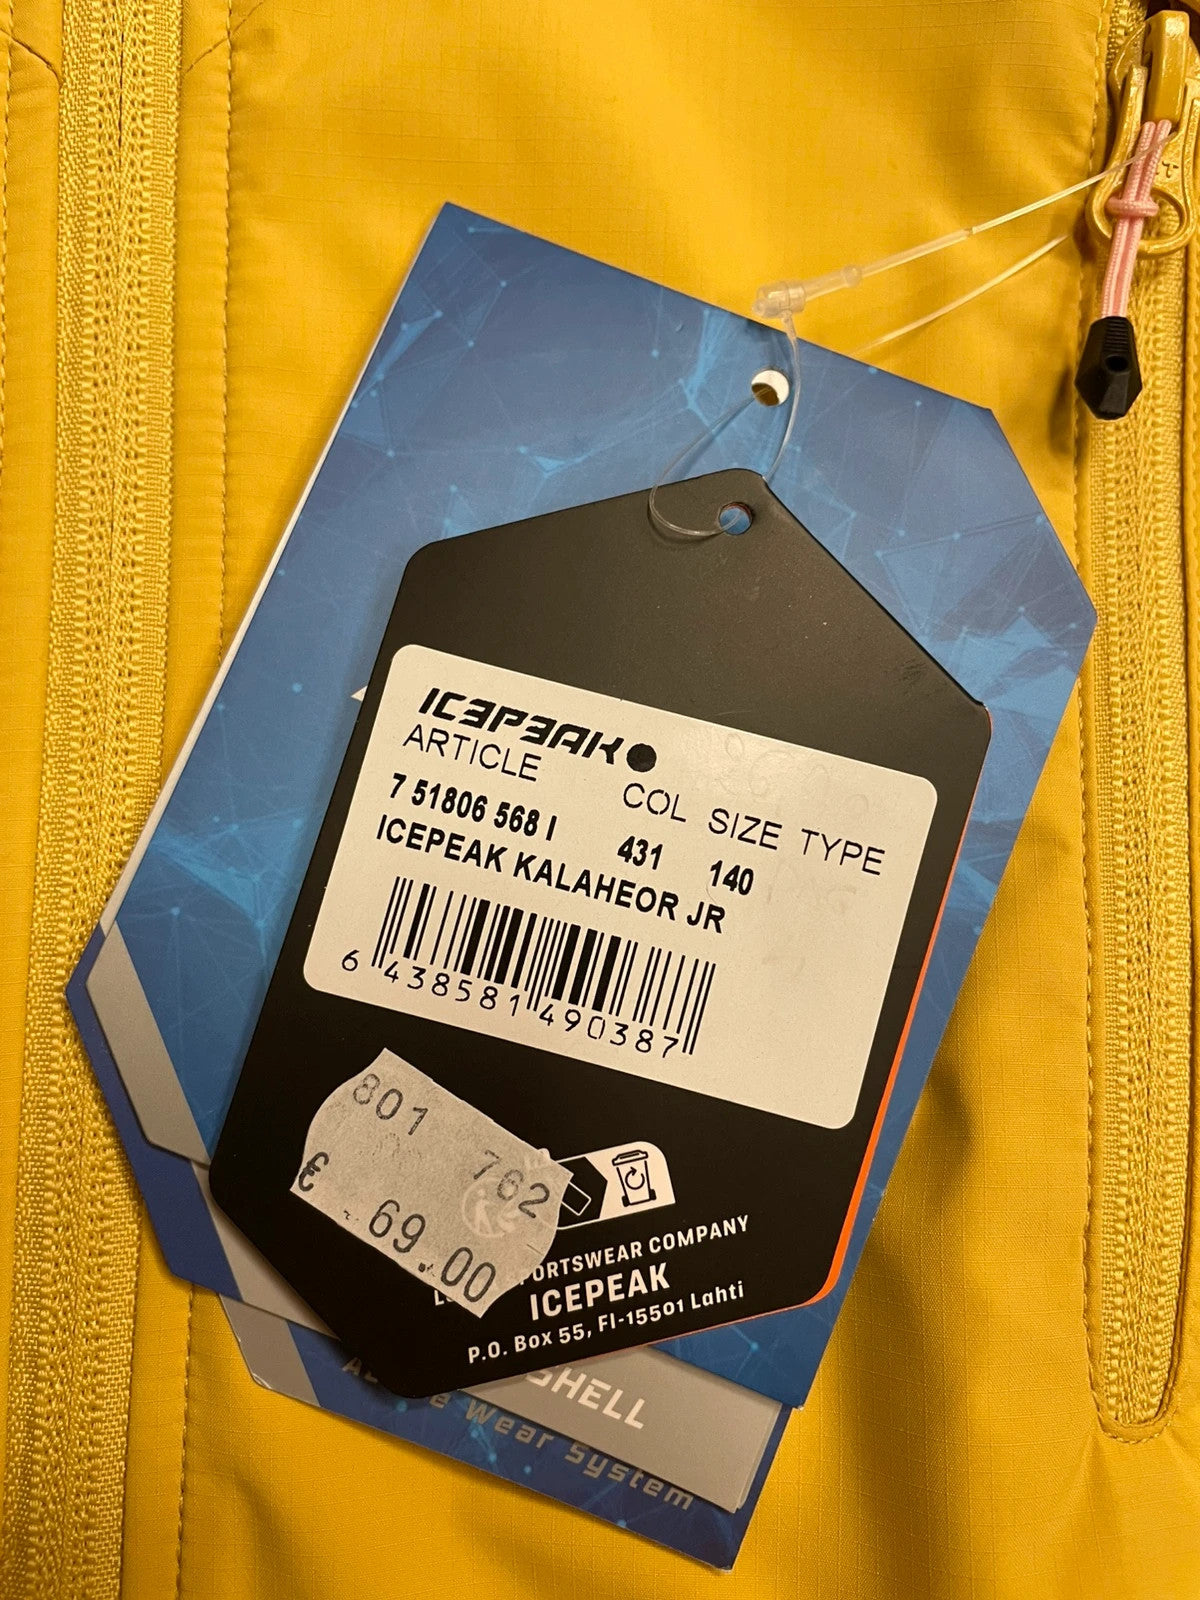 ICEPEAK
ARTICLE COL SIZE TYPE
7 51806 568 I 431 140
ICEPEAK KALAHEOR JR
6 438581 490387
801 762
€ 69.00
SPORTSWEAR COMPANY
ICEPEAK
P.O. Box 55, FI-15501 Lahti
SHELL
Wear System